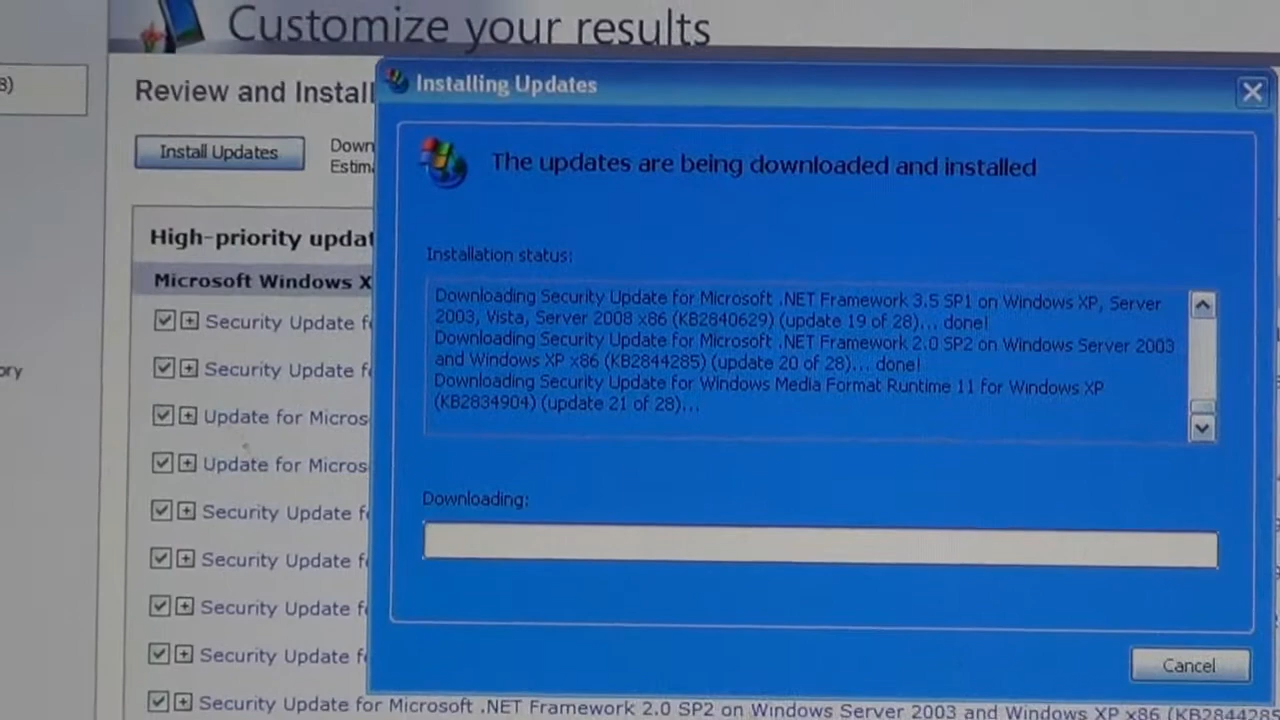 Customize your results
8)
Review and Install
Install Updates
Down
Estima
High-priority updat
Microsoft Windows X
Security Update f
Security Update f
Update for Micros
ory
Update for Micros
Security Update f
Security Update f
Security Update f
Security Update f
Security Update for Microsoft .NET Framework 2.0 SP2 on Windows Server 2003 and Windows XP x86 (KB2844285
Installing Updates
The updates are being downloaded and installed
Installation status:
Downloading Security Update for Microsoft .NET Framework 3.5 SP1 on Windows XP, Server
2003, Vista, Server 2008 x86 (KB2840629) (update 19 of 28)... done!
Downloading Security Update for Microsoft .NET Framework 2.0 SP2 on Windows Server 2003
and Windows XP x86 (KB2844285) (update 20 of 28)... done!
Downloading Security Update for Windows Media Format Runtime 11 for Windows XP
(KB2834904) (update 21 of 28)...
Downloading:
Cancel